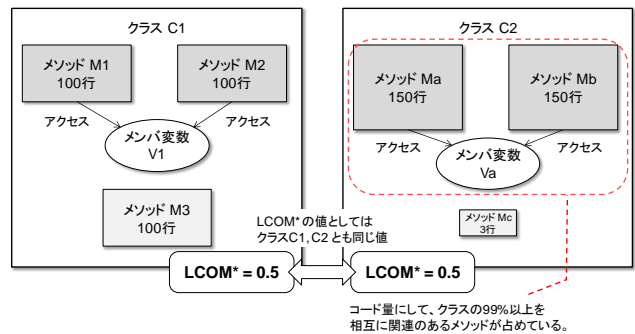 クラス C1
メソッド M1
100行
メソッド M2
100行
アクセス
アクセス
メンバ変数
V1
メソッド M3
100行
LCOM* = 0.5
LCOM* の値としては
クラスC1, C2 とも同じ値
クラス C2
メソッド Ma
150行
メソッド Mb
150行
アクセス
アクセス
メンバ変数
Va
メソッド Mc
3行
LCOM* = 0.5
コード量にして、クラスの99%以上を
相互に関連のあるメソッドが占めている。